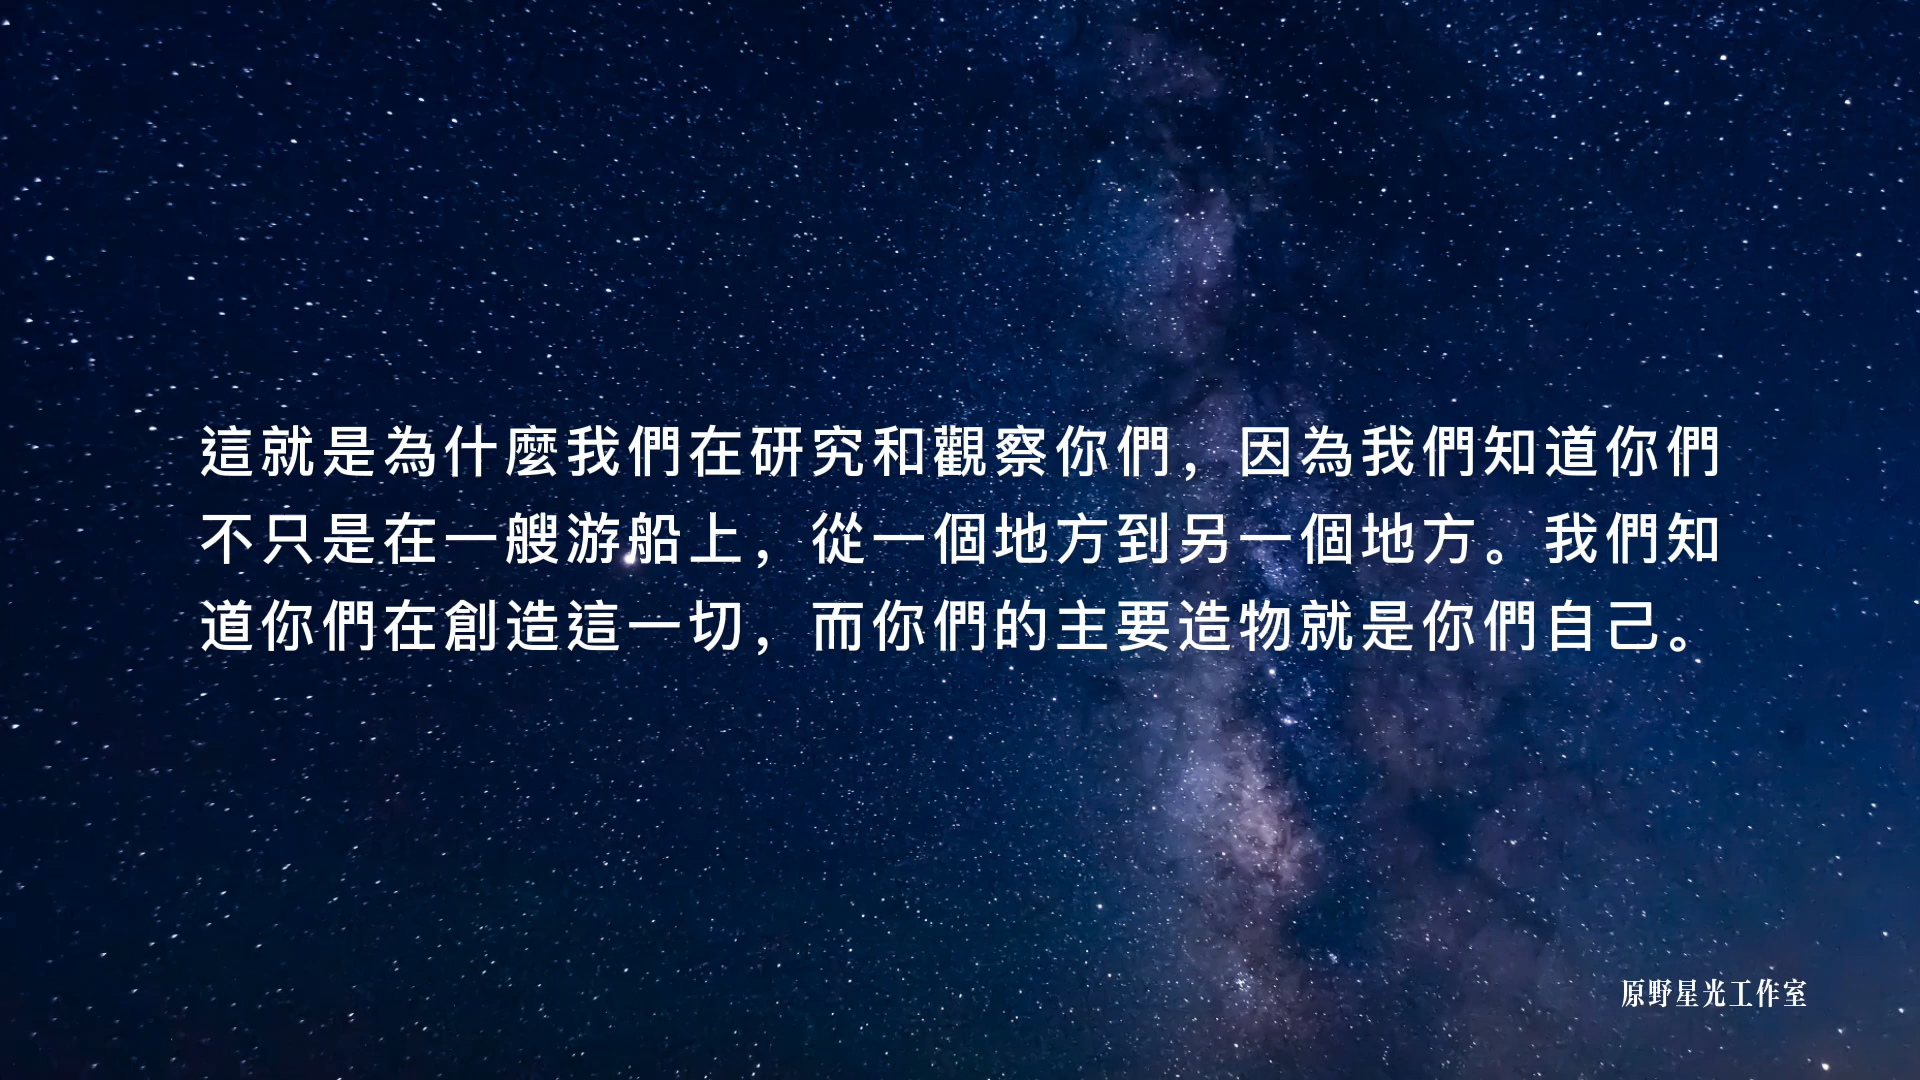 這就是為什麼我們在研究和觀察你們，因為我們知道你們
不只是在一艘游船上，從一個地方到另一個地方。我們知
道你們在創造這一切，而你們的主要造物就是你們自己。
原野星光工作室